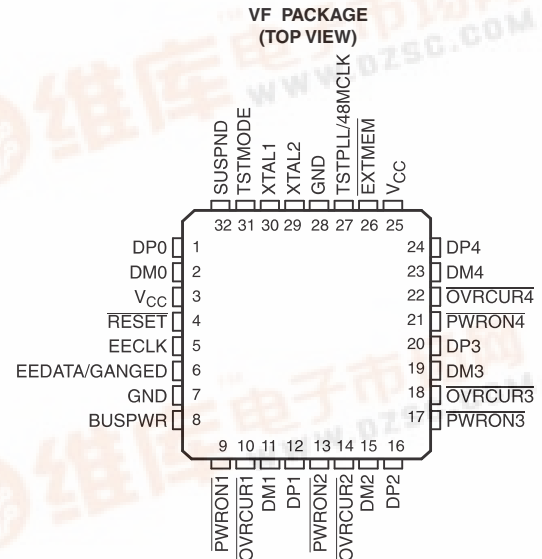 VF PACKAGE
(TOP VIEW)
SUSPND
TSTMODE
XTAL1
XTAL2
GND
TSTPLL/48MCLK
EXTMEM
VCC
32 31 30 29 28 27 26 25
DP0 1
DM0 2
VCC 3
RESET 4
EECLK 5
EEDATA/GANGED 6
GND 7
BUSPWR 8
24 DP4
23 DM4
22 OVRCUR4
21 PWRON4
20 DP3
19 DM3
18 OVRCUR3
17 PWRON3
9 10 11 12 13 14 15 16
PWRON1
OVRCUR1
DM1
DP1
PWRON2
OVRCUR2
DM2
DP2
WWW.DZSC.COM